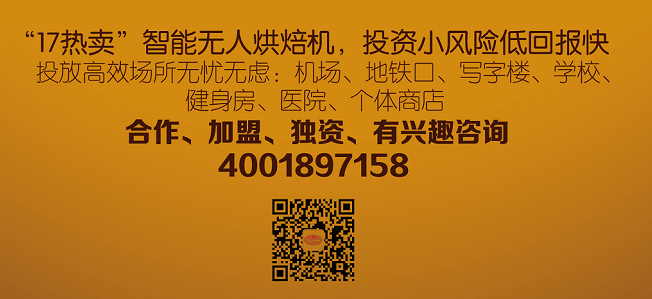 “17热卖”智能无人烘焙机，投资小风险低回报快
投放高效场所无忧无虑：机场、地铁口、写字楼、学校、
健身房、医院、个体商店
合作、加盟、独资、有兴趣咨询
4001897158